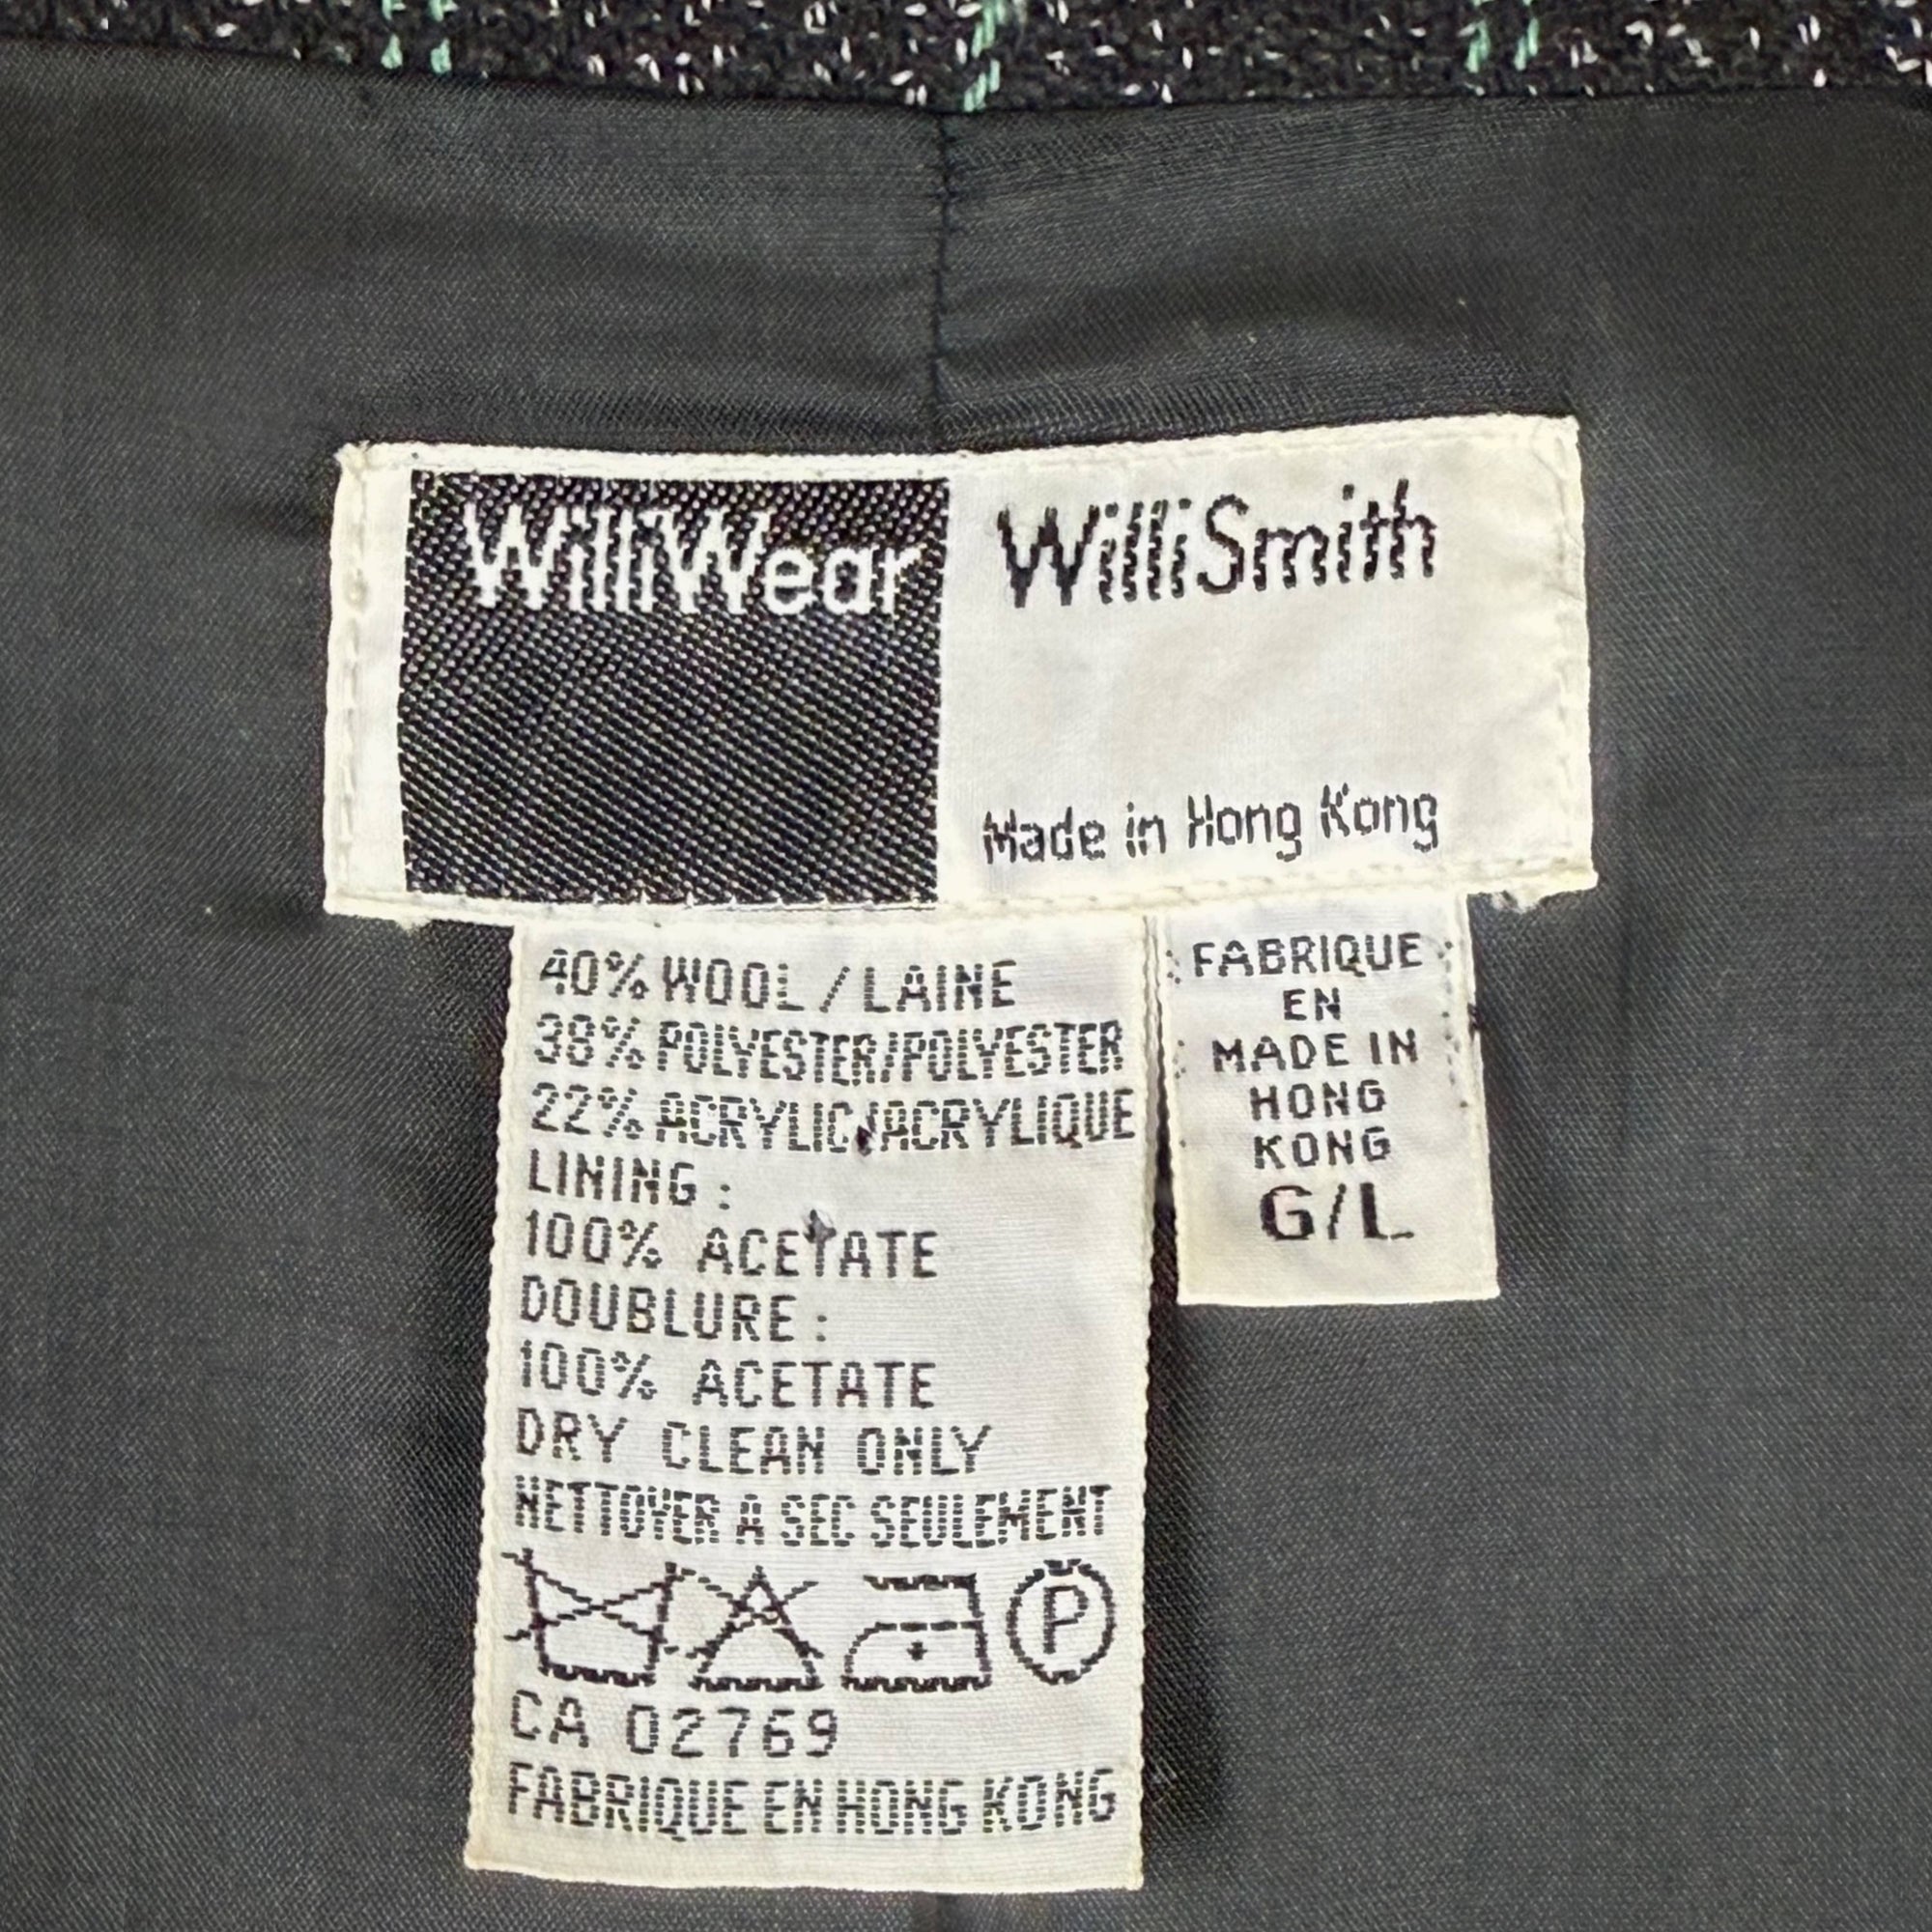 WilliWear
WilliSmith
Made in Hong Kong
40% WOOL / LAINE
38% POLYESTER/POLYESTER
22% ACRYLIC/ACRYLIQUE
LINING :
100% ACETATE
DOUBLURE :
100% ACETATE
DRY CLEAN ONLY
NETTOYER A SEC SEULEMENT
P
CA 02769
FABRIQUE EN HONG KONG
FABRIQUE
EN
MADE IN
HONG
KONG
G/L